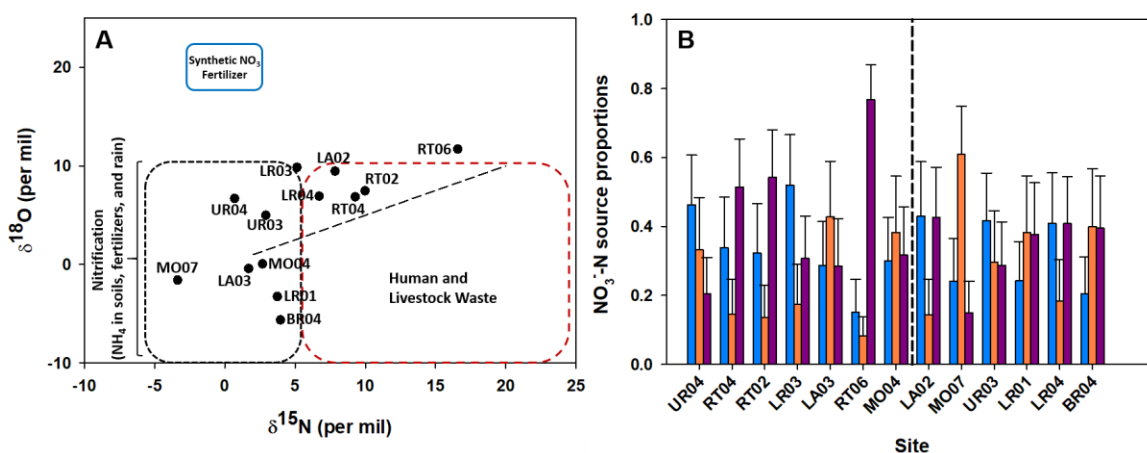 A
Synthetic NO₃
Fertilizer
δ¹⁸O (per mil)
20
10
0
-10
Nitrification
(NH₄ in soils, fertilizers, and rain)
LR03
LA02
RT06
RT02
LR04
RT04
UR04
UR03
MO07
LA03
MO04
LR01
BR04
Human and
Livestock Waste
-10 -5 0 5 10 15 20 25
δ¹⁵N (per mil)
B
NO₃⁻-N source proportions
1.0
0.8
0.6
0.4
0.2
0.0
UR04 RT04 RT02 LR03 LA03 RT06 MO04 LA02 MO07 UR03 LR01 LR04 BR04
Site